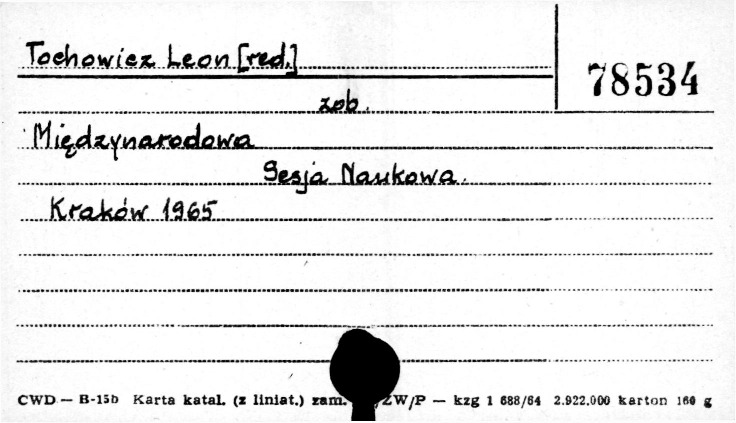 Tochowicz Leon [red.]
78534
zob.
Międzynarodowa
Sesja Naukowa.
Kraków 1965
CWD — B-15b Karta katal. (z liniat.) zam. ZW/P — kzg 1 688/64 2.922.000 karton 160 g